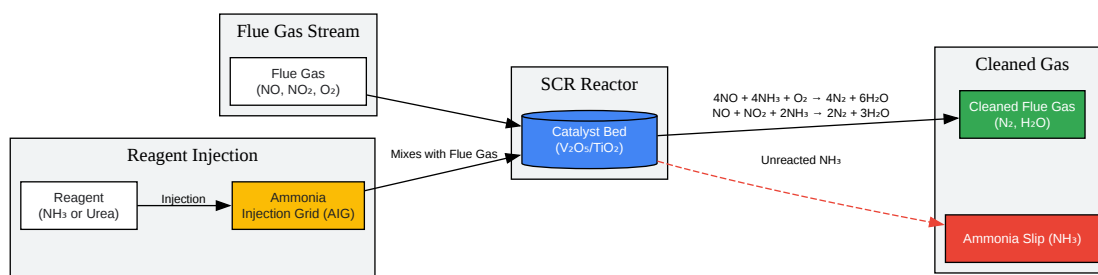 Flue Gas Stream
Flue Gas
(NO, NO₂, O₂)
Reagent Injection
Reagent
(NH₃ or Urea)
Injection
Ammonia
Injection Grid (AIG)
Mixes with Flue Gas
SCR Reactor
Catalyst Bed
(V₂O₅/TiO₂)
4NO + 4NH₃ + O₂ → 4N₂ + 6H₂O
NO + NO₂ + 2NH₃ → 2N₂ + 3H₂O
Unreacted NH₃
Cleaned Gas
Cleaned Flue Gas
(N₂, H₂O)
Ammonia Slip (NH₃)